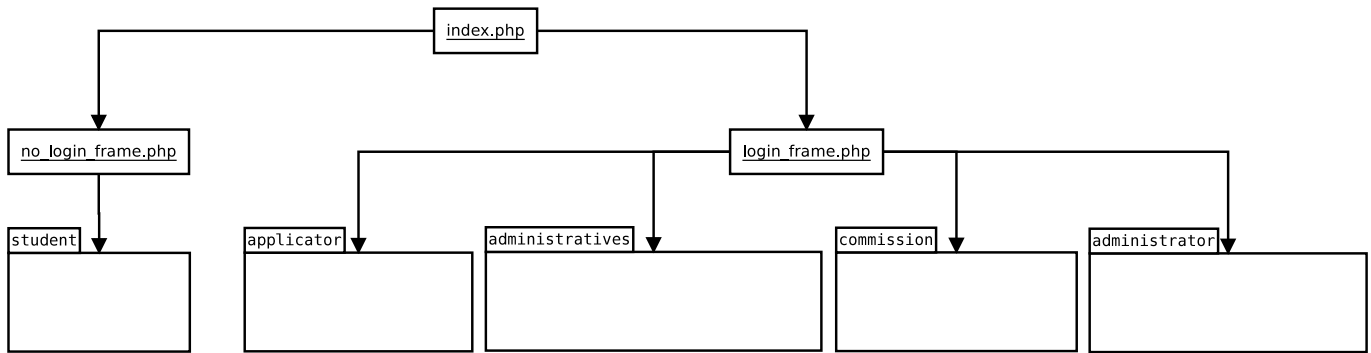 index.php
no_login_frame.php
login_frame.php
student
applicator
administratives
commission
administrator